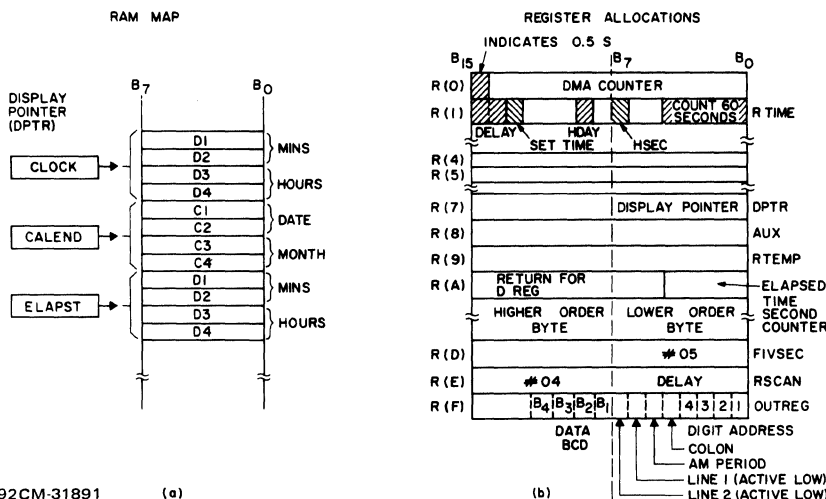 RAM MAP
REGISTER ALLOCATIONS
INDICATES 0.5 S
B7
B0
B15
B7
B0
DISPLAY
POINTER
(DPTR)
CLOCK
CALEND
ELAPST
D1
D2
D3
D4
C1
C2
C3
C4
D1
D2
D3
D4
MINS
HOURS
DATE
MONTH
MINS
HOURS
R(0)
DMA COUNTER
R(1)
COUNT 60
SECONDS
R TIME
DELAY
SET TIME
HDAY
HSEC
R(4)
R(5)
R(7)
DISPLAY POINTER
DPTR
R(8)
AUX
R(9)
RTEMP
R(A)
RETURN FOR
D REG
ELAPSED
TIME
SECOND
COUNTER
HIGHER ORDER
BYTE
LOWER ORDER
BYTE
R(D)
#05
FIVSEC
R(E)
#04
DELAY
RSCAN
R(F)
B4 B3 B2 B1
4 3 2 1
OUTREG
DATA
BCD
DIGIT ADDRESS
COLON
AM PERIOD
LINE 1 (ACTIVE LOW)
LINE 2 (ACTIVE LOW)
92CM-31891
(a)
(b)